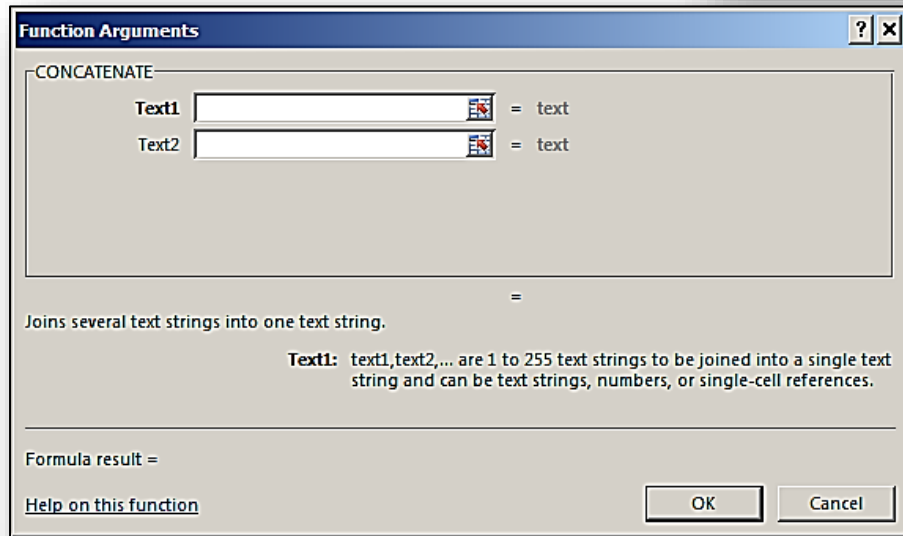 Function Arguments
CONCATENATE
Text1 = text
Text2 = text
=
Joins several text strings into one text string.
Text1: text1,text2,... are 1 to 255 text strings to be joined into a single text
string and can be text strings, numbers, or single-cell references.
Formula result =
Help on this function
OK Cancel